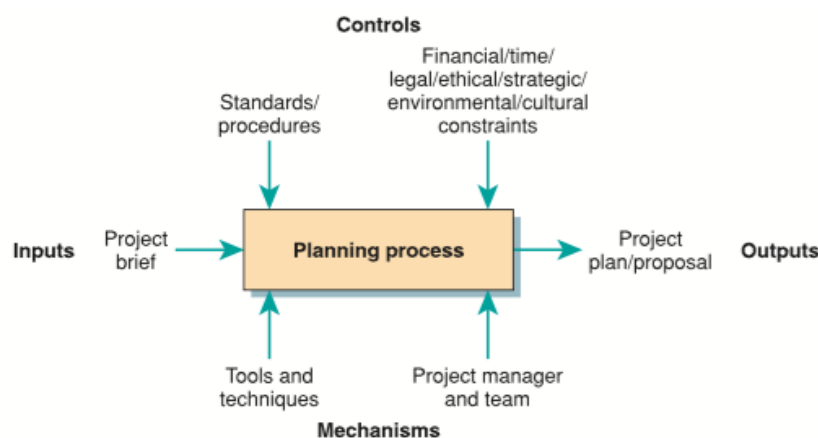 Controls
Financial/time/
legal/ethical/strategic/
environmental/cultural
constraints
Standards/
procedures
Inputs
Project
brief
Planning process
Project
plan/proposal
Outputs
Tools and
techniques
Project manager
and team
Mechanisms